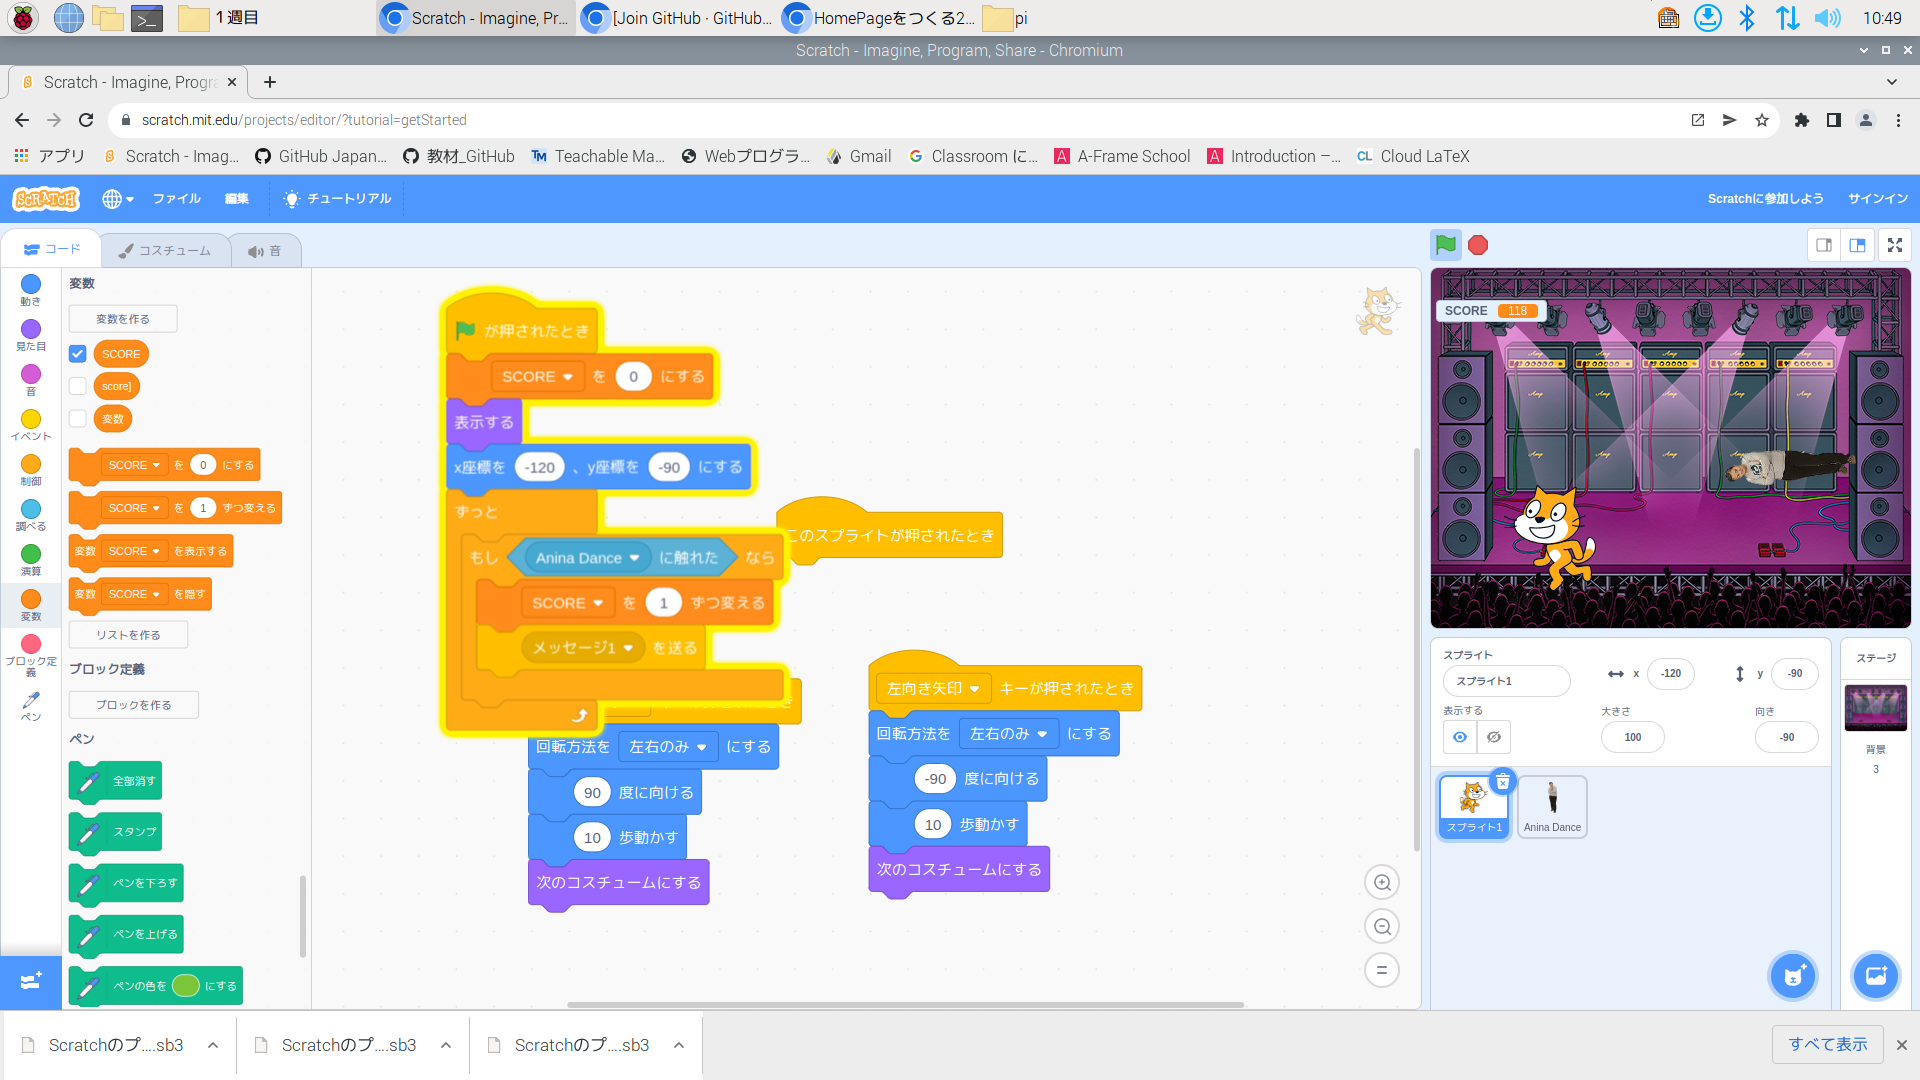 1週目
Scratch - Imagine, Pr...
[Join GitHub · GitHub...
HomePageをつくる2...
pi
10:49
Scratch - Imagine, Program, Share - Chromium
Scratch - Imagine, Progra
scratch.mit.edu/projects/editor/?tutorial=getStarted
アプリ
Scratch - Imag...
GitHub Japan...
教材_GitHub
Teachable Ma...
Webプログラ...
Gmail
Classroom に...
A-Frame School
Introduction –...
Cloud LaTeX
SCRATCH
ファイル
編集
チュートリアル
Scratchに参加しよう
サインイン
コード
コスチューム
音
動き
見た目
音
イベント
制御
調べる
演算
変数
ブロック定義
ペン
変数
変数を作る
SCORE
score]
変数
SCORE を 0 にする
SCORE を 1 ずつ変える
変数 SCORE を表示する
変数 SCORE を隠す
リストを作る
ブロック定義
ブロックを作る
ペン
全部消す
スタンプ
ペンを下ろす
ペンを上げる
ペンの色を にする
が押されたとき
SCORE を 0 にする
表示する
x座標を -120 、y座標を -90 にする
ずっと
もし Anina Dance に触れた なら
SCORE を 1 ずつ変える
メッセージ1 を送る
このスプライトが押されたとき
回転方法を 左右のみ にする
90 度に向ける
10 歩動かす
次のコスチュームにする
左向き矢印 キーが押されたとき
回転方法を 左右のみ にする
-90 度に向ける
10 歩動かす
次のコスチュームにする
SCORE 118
Amp Amp Amp Amp Amp
スプライト
スプライト1
x -120
y -90
表示する
大きさ
100
向き
-90
スプライト1
Anina Dance
ステージ
背景
3
Scratchのプ....sb3
Scratchのプ....sb3
Scratchのプ....sb3
すべて表示